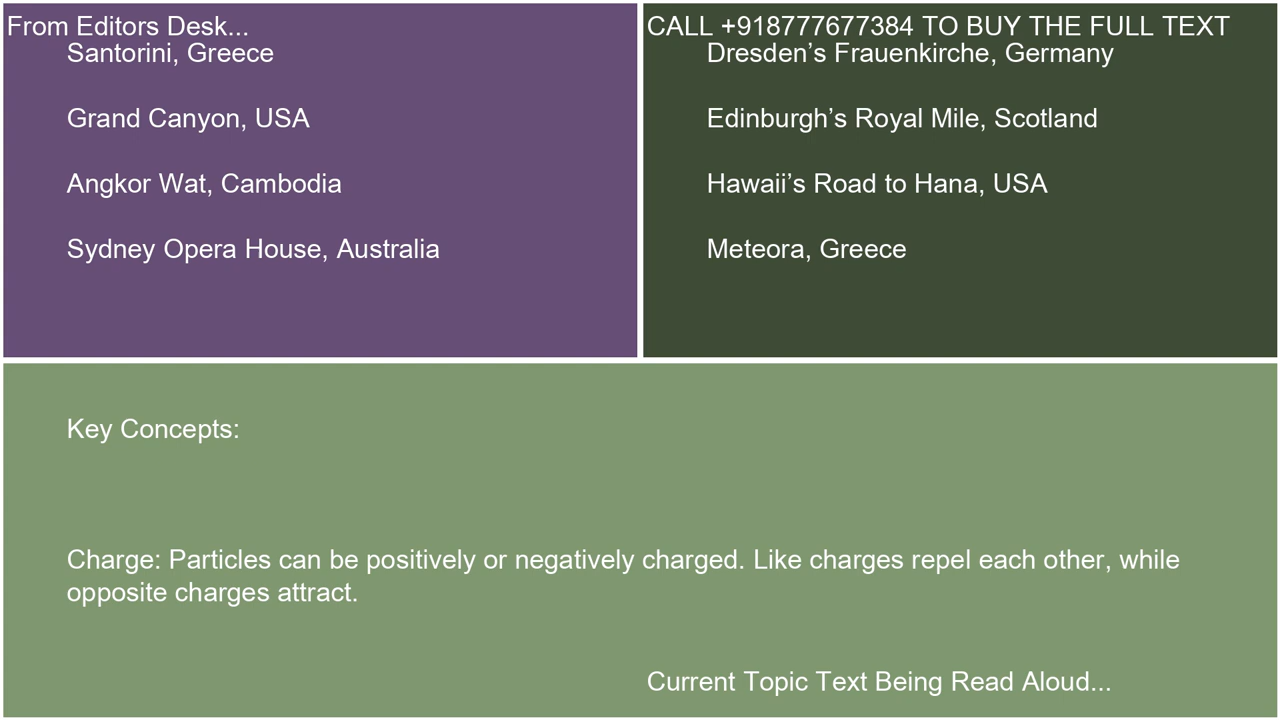 From Editors Desk...
Santorini, Greece
Grand Canyon, USA
Angkor Wat, Cambodia
Sydney Opera House, Australia
CALL +918777677384 TO BUY THE FULL TEXT
Dresden’s Frauenkirche, Germany
Edinburgh’s Royal Mile, Scotland
Hawaii’s Road to Hana, USA
Meteora, Greece
Key Concepts:
Charge: Particles can be positively or negatively charged. Like charges repel each other, while
opposite charges attract.
Current Topic Text Being Read Aloud...